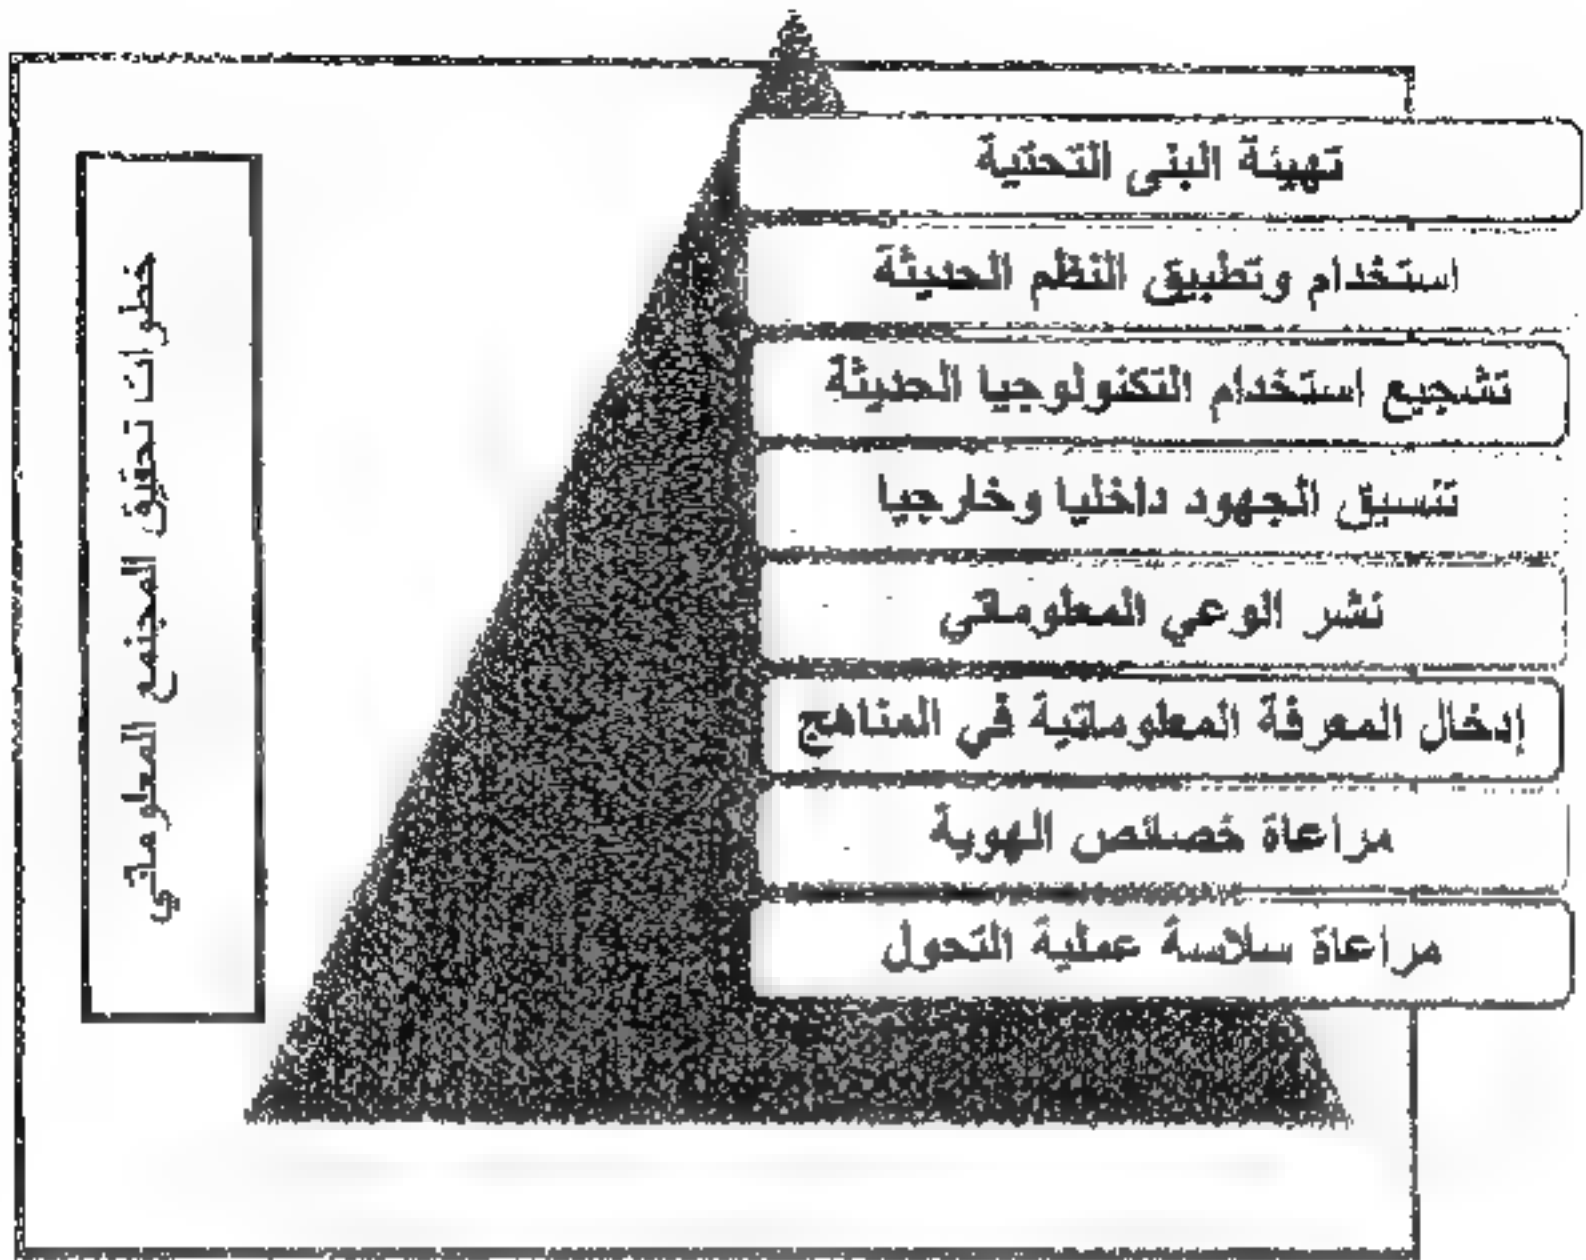 خطوات تحقيق المجتمع المعلوماتي
تهيئة البنى التحتية
استخدام وتطبيق النظم الحديثة
تشجيع استخدام التكنولوجيا الحديثة
تنسيق الجهود داخليا وخارجيا
نشر الوعي المعلوماتي
إدخال المعرفة المعلوماتية في المناهج
مراعاة خصائص الهوية
مراعاة سلاسة عملية التحول